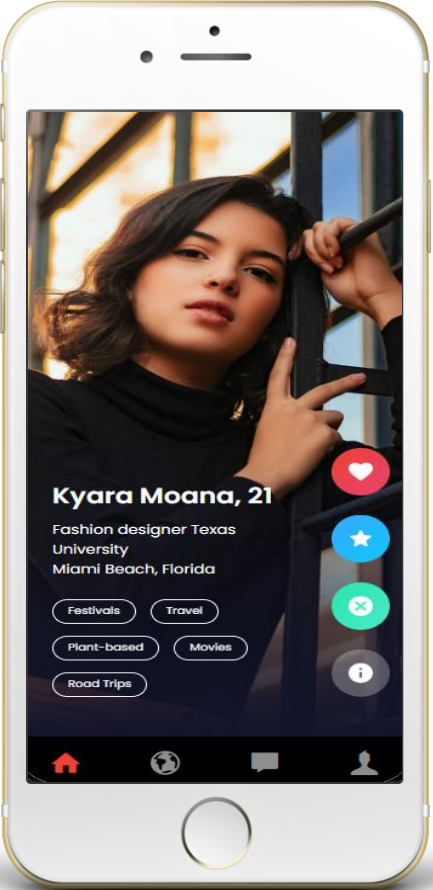 Kyara Moana, 21
Fashion designer Texas
University
Miami Beach, Florida
Festivals Travel
Plant-based Movies
Road Trips